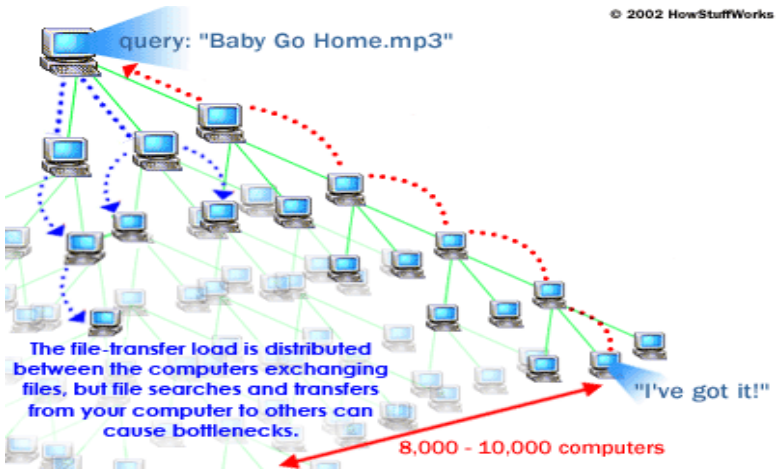 © 2002 HowStuffWorks
query: "Baby Go Home.mp3"
The file-transfer load is distributed
between the computers exchanging
files, but file searches and transfers
from your computer to others can
cause bottlenecks.
"I've got it!"
8,000 - 10,000 computers